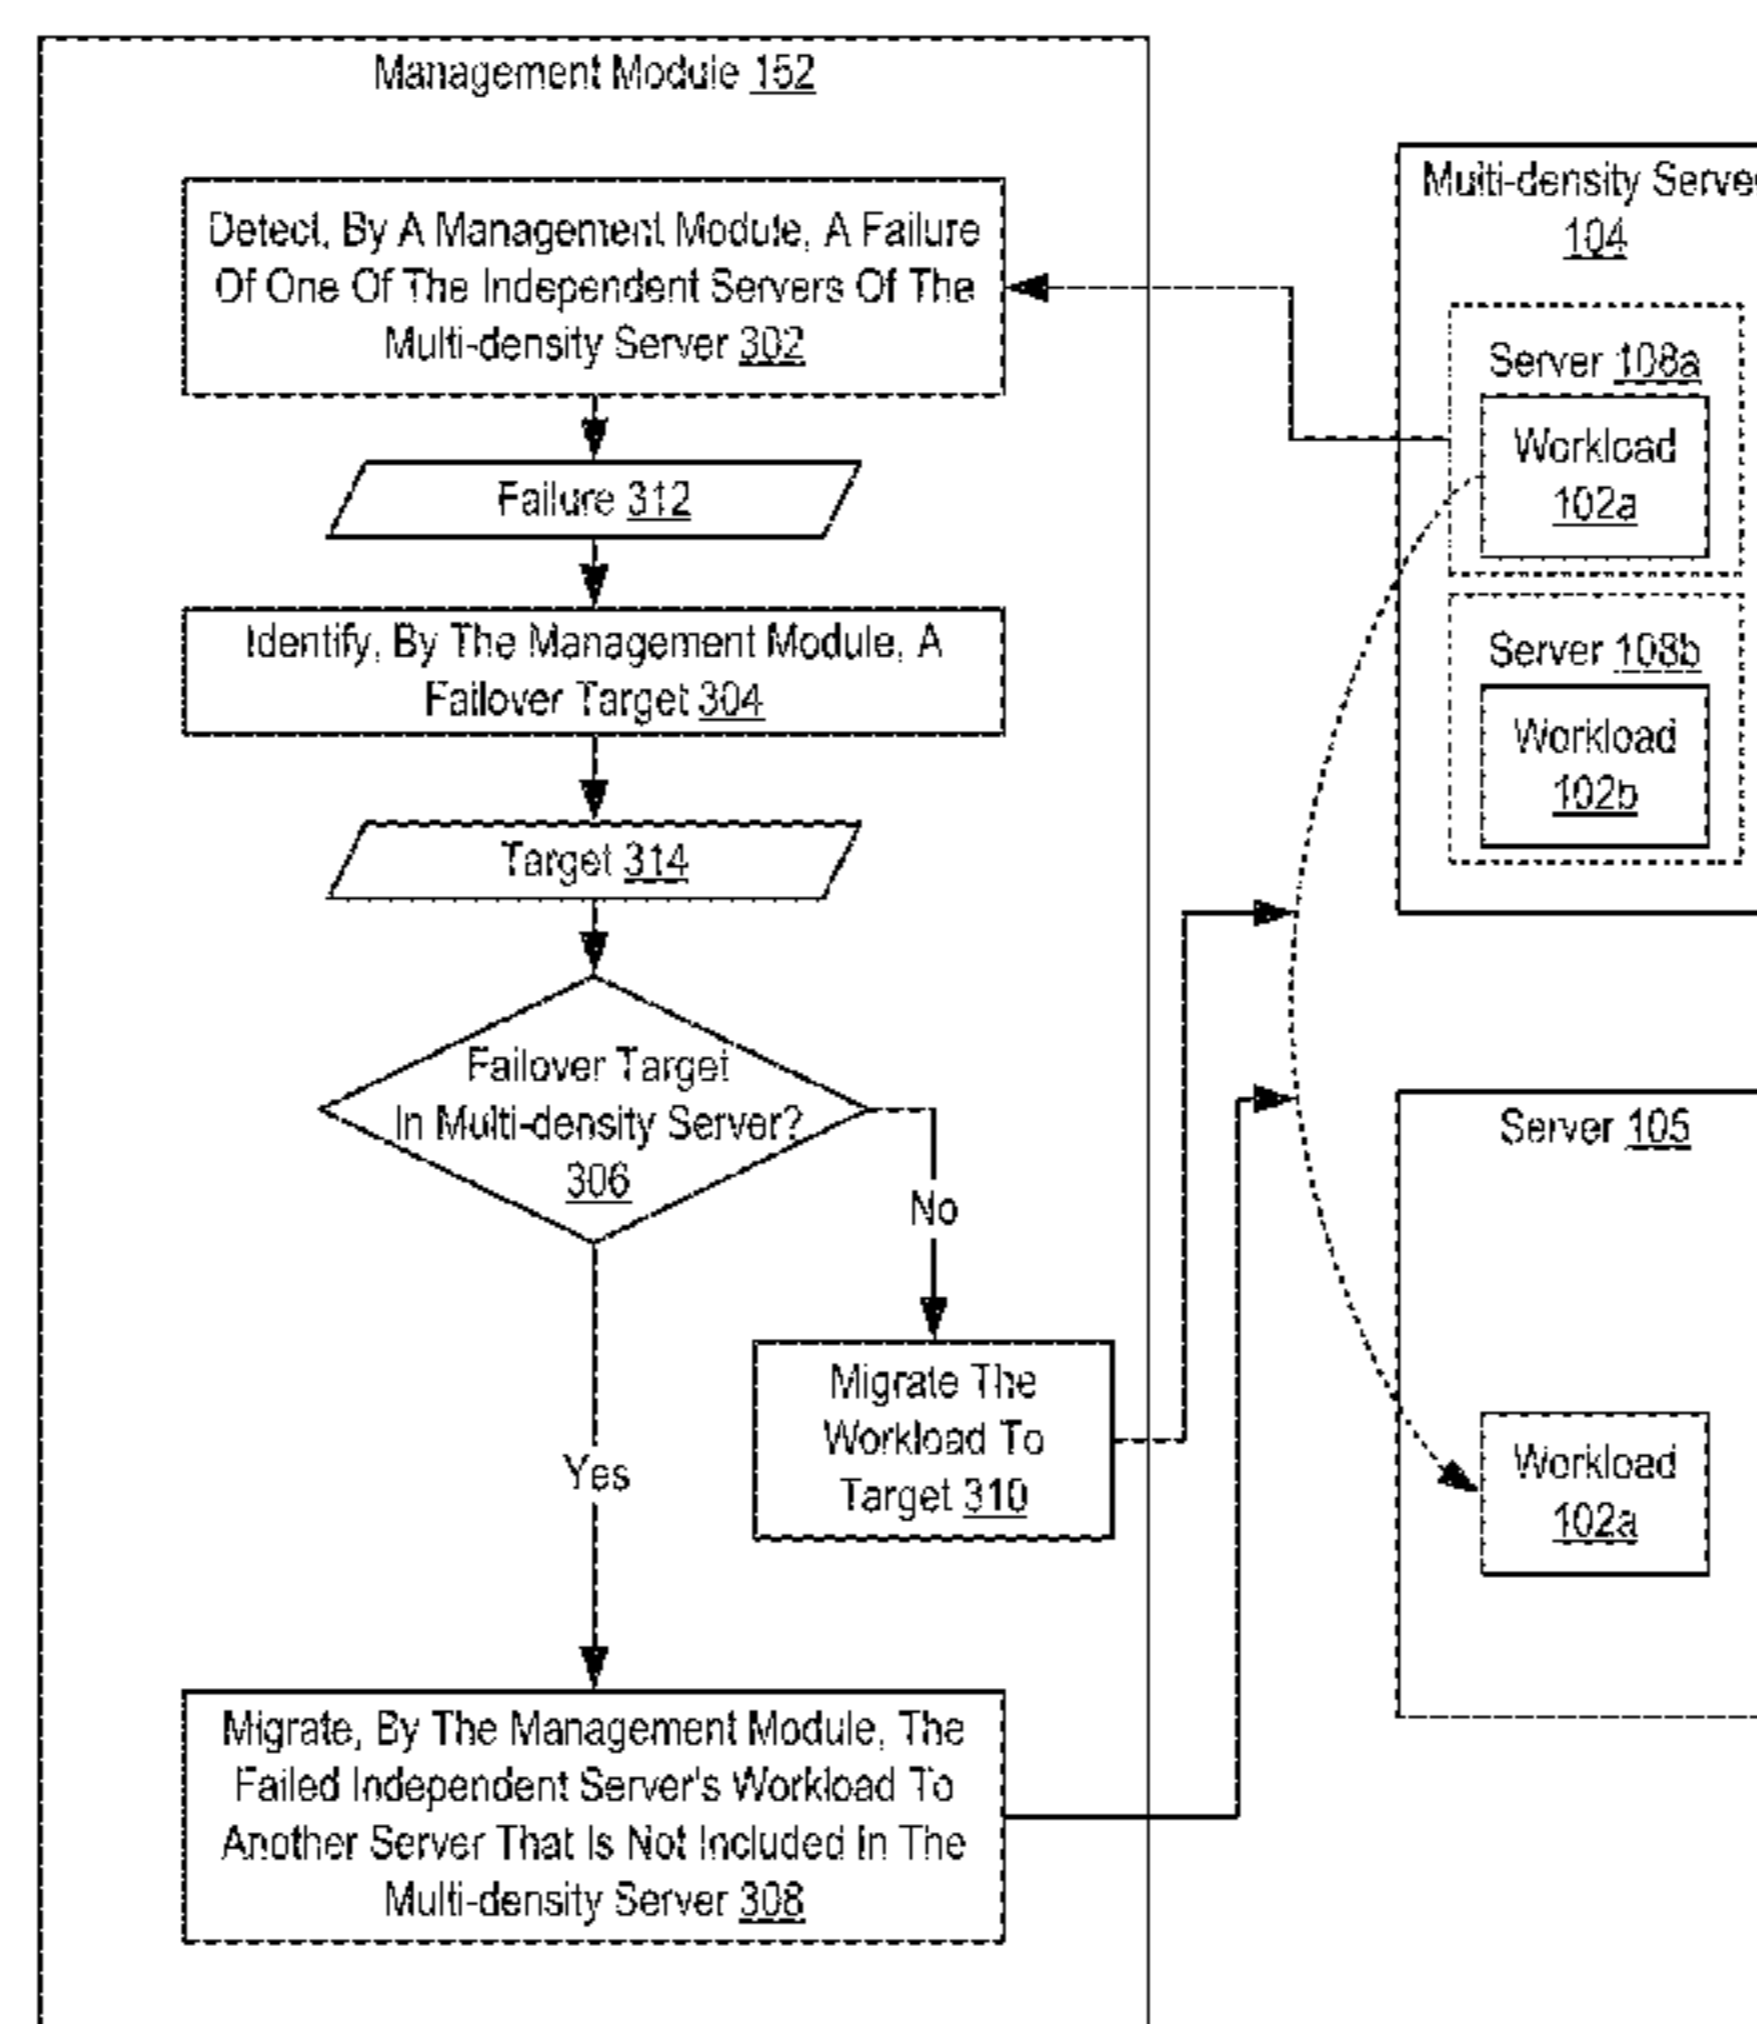 Management Module 152
Detect, By A Management Module, A Failure
Of One Of The Independent Servers Of The
Multi-density Server 302
Failure 312
Identify, By The Management Module, A
Failover Target 304
Target 314
Failover Target
In Multi-density Server?
306
No
Yes
Migrate The
Workload To
Target 310
Migrate, By The Management Module, The
Failed Independent Server's Workload To
Another Server That Is Not Included In The
Multi-density Server 308
Multi-density Server
104
Server 108a
Workload
102a
Server 108b
Workload
102b
Server 105
Workload
102a